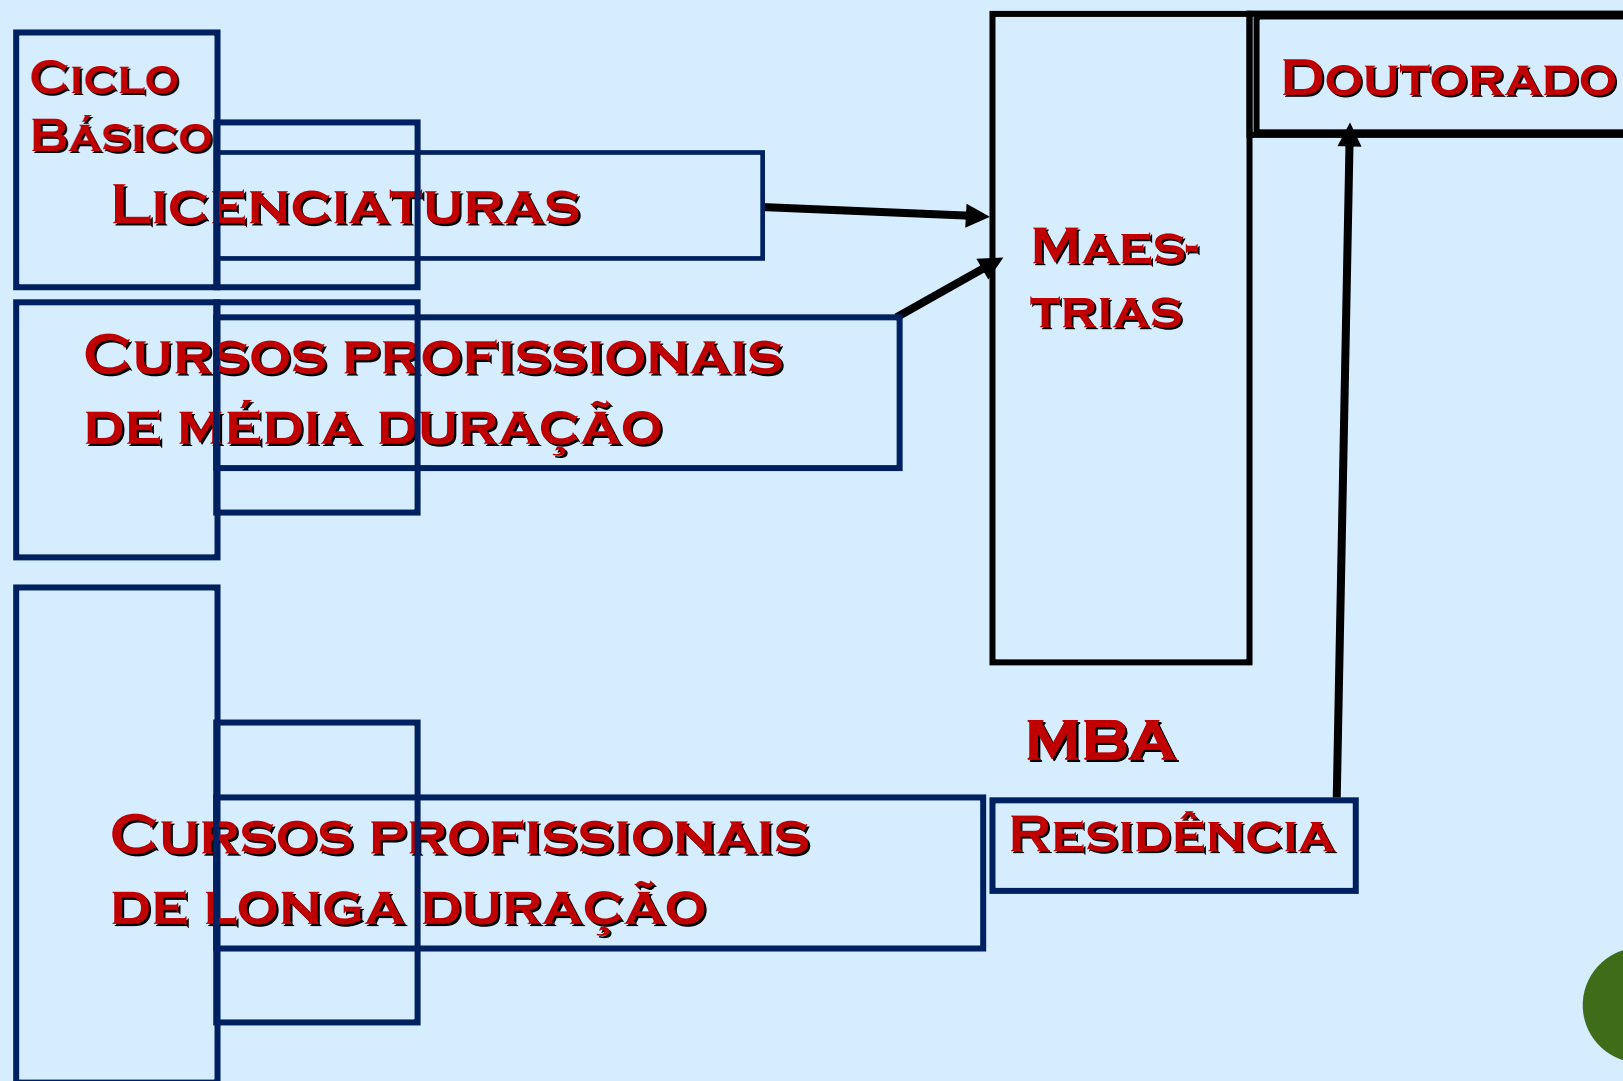 Ciclo
Básico
Licenciaturas
Cursos profissionais
de média duração
Cursos profissionais
de longa duração
Maes-
trias
MBA
Residência
Doutorado